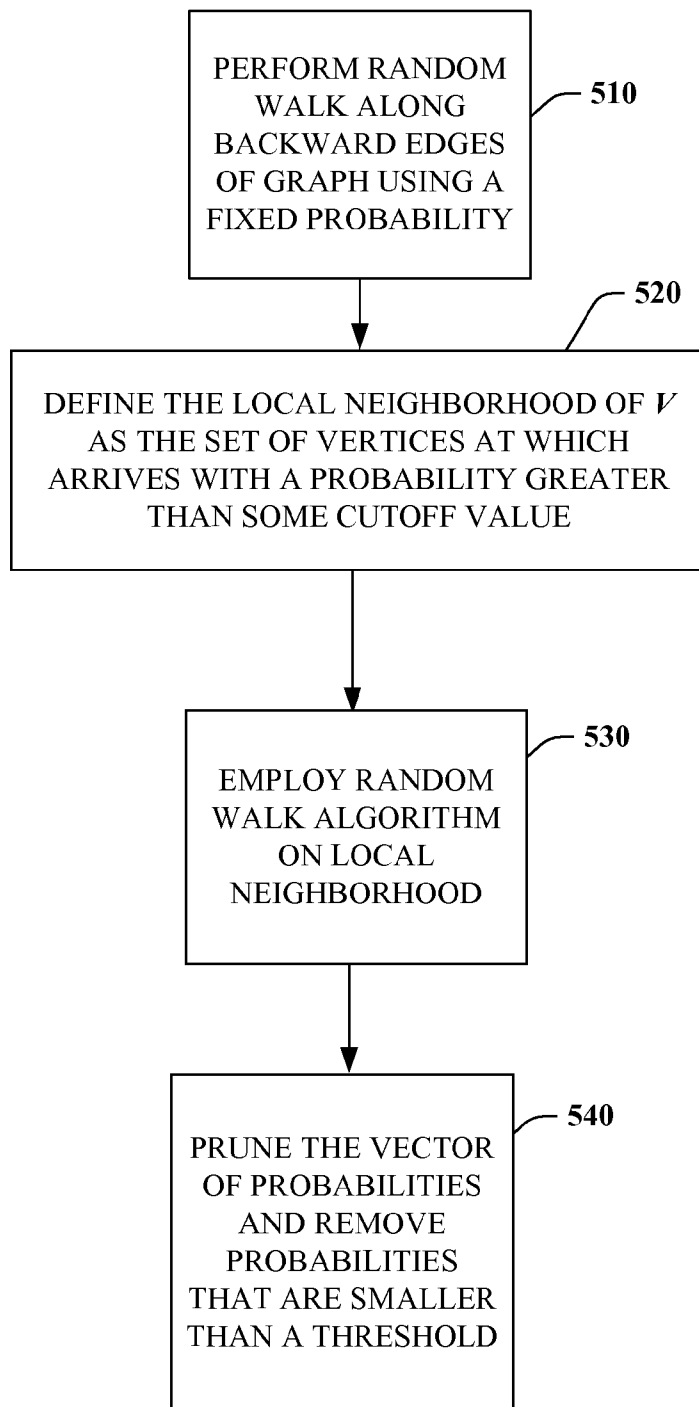 PERFORM RANDOM
WALK ALONG
BACKWARD EDGES
OF GRAPH USING A
FIXED PROBABILITY
510
520
DEFINE THE LOCAL NEIGHBORHOOD OF V
AS THE SET OF VERTICES AT WHICH
ARRIVES WITH A PROBABILITY GREATER
THAN SOME CUTOFF VALUE
530
EMPLOY RANDOM
WALK ALGORITHM
ON LOCAL
NEIGHBORHOOD
540
PRUNE THE VECTOR
OF PROBABILITIES
AND REMOVE
PROBABILITIES
THAT ARE SMALLER
THAN A THRESHOLD